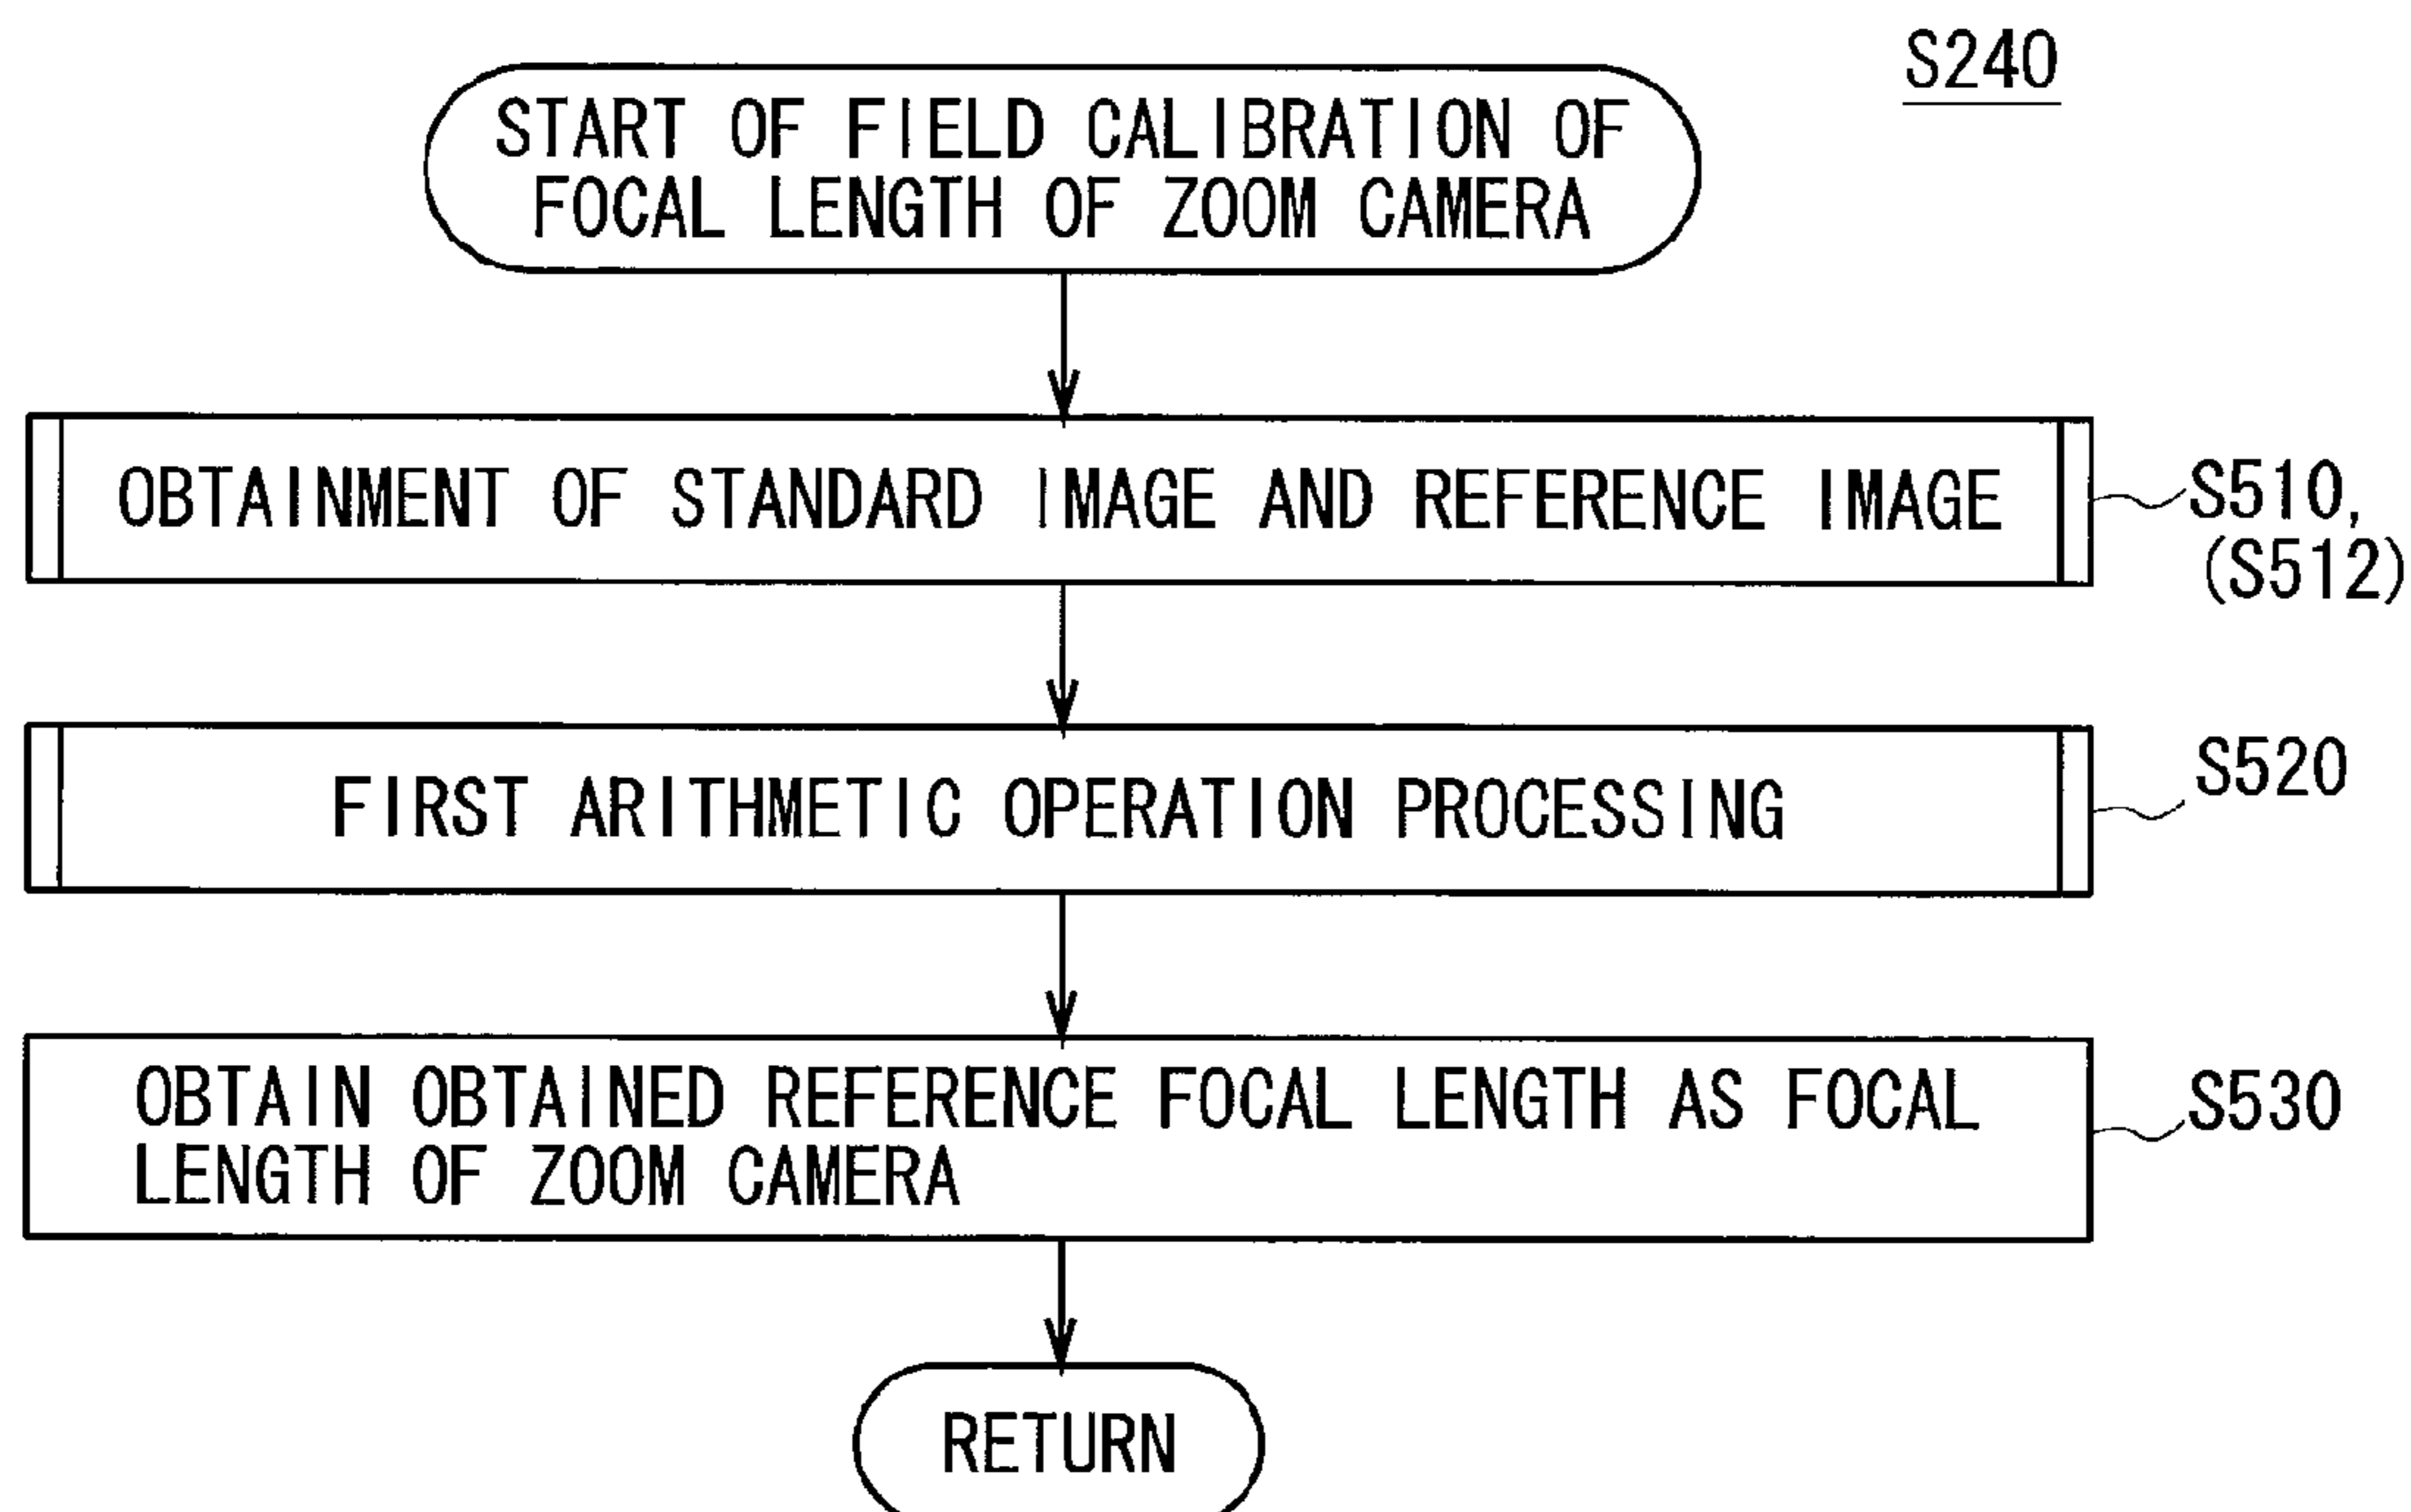 S240
START OF FIELD CALIBRATION OF
FOCAL LENGTH OF ZOOM CAMERA
OBTAINMENT OF STANDARD IMAGE AND REFERENCE IMAGE
S510,
(S512)
FIRST ARITHMETIC OPERATION PROCESSING
S520
OBTAIN OBTAINED REFERENCE FOCAL LENGTH AS FOCAL
LENGTH OF ZOOM CAMERA
S530
RETURN